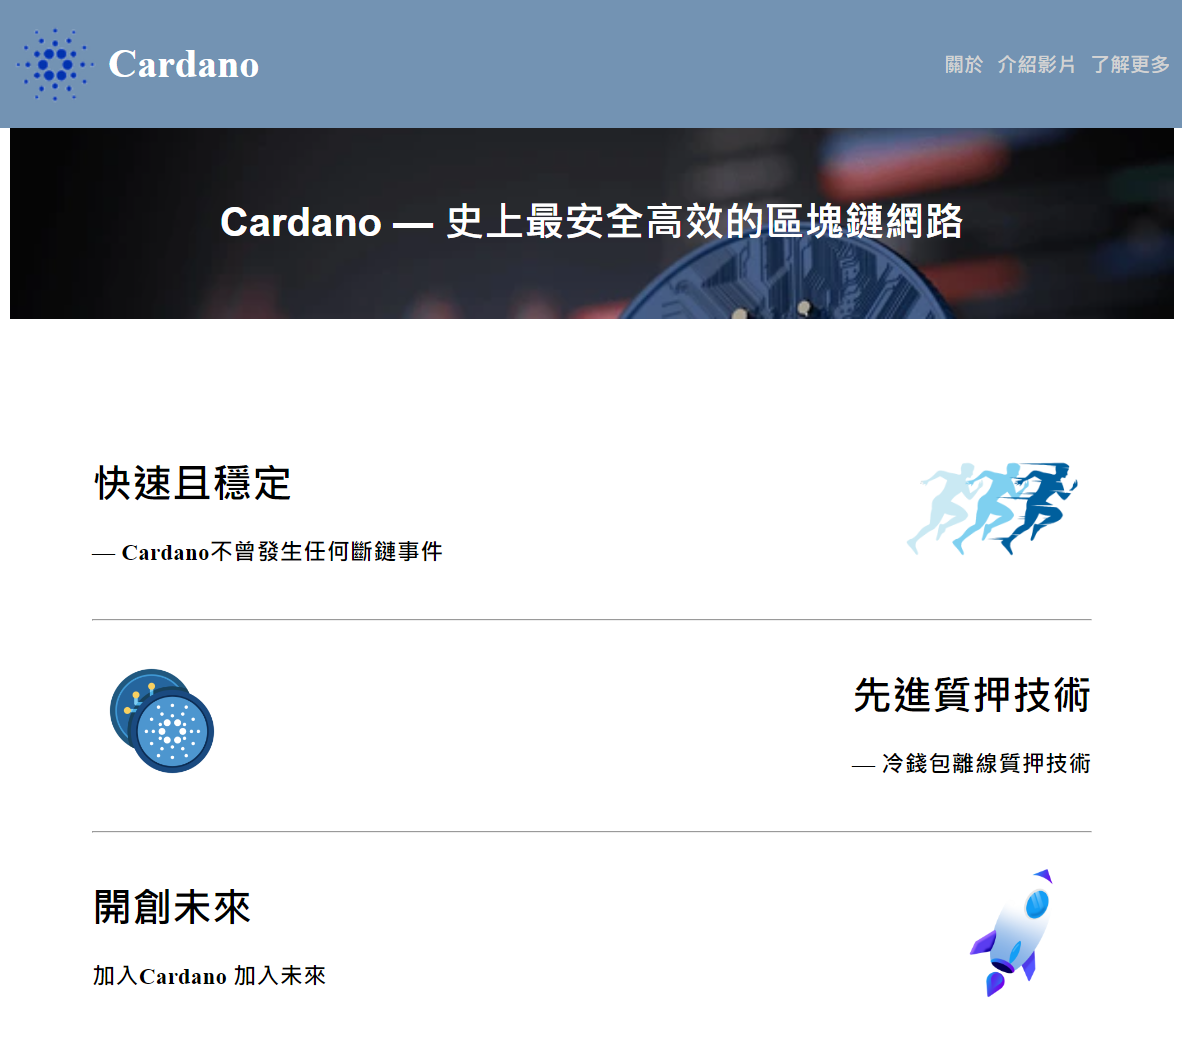 Cardano
關於 介紹影片 了解更多
Cardano — 史上最安全高效的區塊鏈網路
快速且穩定
— Cardano不曾發生任何斷鏈事件
先進質押技術
— 冷錢包離線質押技術
開創未來
加入Cardano 加入未來